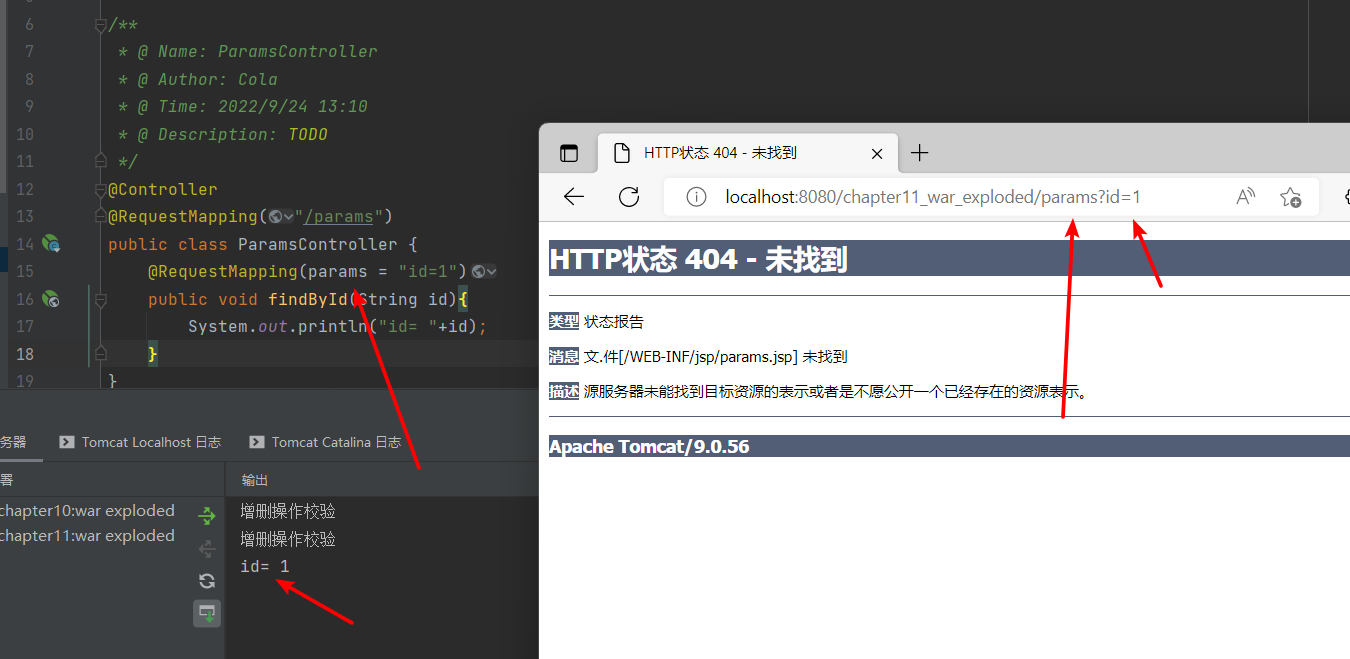 6 /**
7 * @ Name: ParamsController
8 * @ Author: Cola
9 * @ Time: 2022/9/24 13:10
10 * @ Description: TODO
11 */
12 @Controller
13 @RequestMapping("/params")
14 public class ParamsController {
15 @RequestMapping(params = "id=1")
16 public void findById(String id){
17 System.out.println("id= "+id);
18 }
19 }
务器 Tomcat Localhost 日志 Tomcat Catalina 日志
器 输出
chapter10:war exploded
chapter11:war exploded
增删操作校验
增删操作校验
id= 1
HTTP状态 404 - 未找到
localhost:8080/chapter11_war_exploded/params?id=1
HTTP状态 404 - 未找到
类型 状态报告
消息 文.件[/WEB-INF/jsp/params.jsp] 未找到
描述 源服务器未能找到目标资源的表示或者是不愿公开一个已经存在的资源表示。
Apache Tomcat/9.0.56